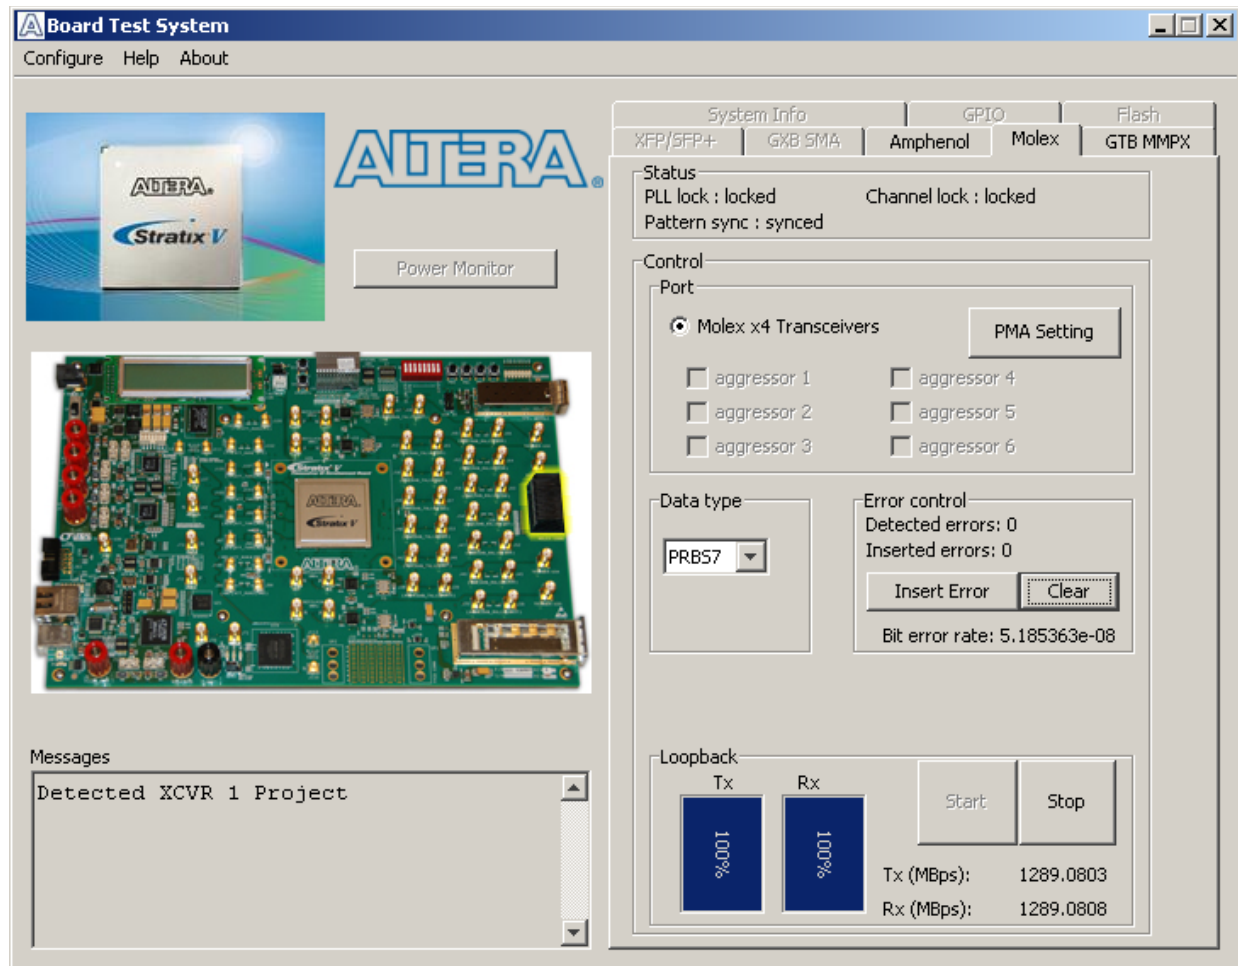 Board Test System
Configure Help About
ALTERA®
Stratix V
ALTERA®
Power Monitor
Stratix V
ALTERA
Stratix V
ALTERA
Messages
Detected XCVR 1 Project
System Info GPIO Flash
XFP/SFP+ GXB SMA Amphenol Molex GTB MMPX
Status
PLL lock : locked Channel lock : locked
Pattern sync : synced
Control
Port
Molex x4 Transceivers PMA Setting
aggressor 1 aggressor 4
aggressor 2 aggressor 5
aggressor 3 aggressor 6
Data type
PRBS7
Error control
Detected errors: 0
Inserted errors: 0
Insert Error Clear
Bit error rate: 5.185363e-08
Loopback
Tx Rx
100% 100%
Start Stop
Tx (MBps): 1289.0803
Rx (MBps): 1289.0808